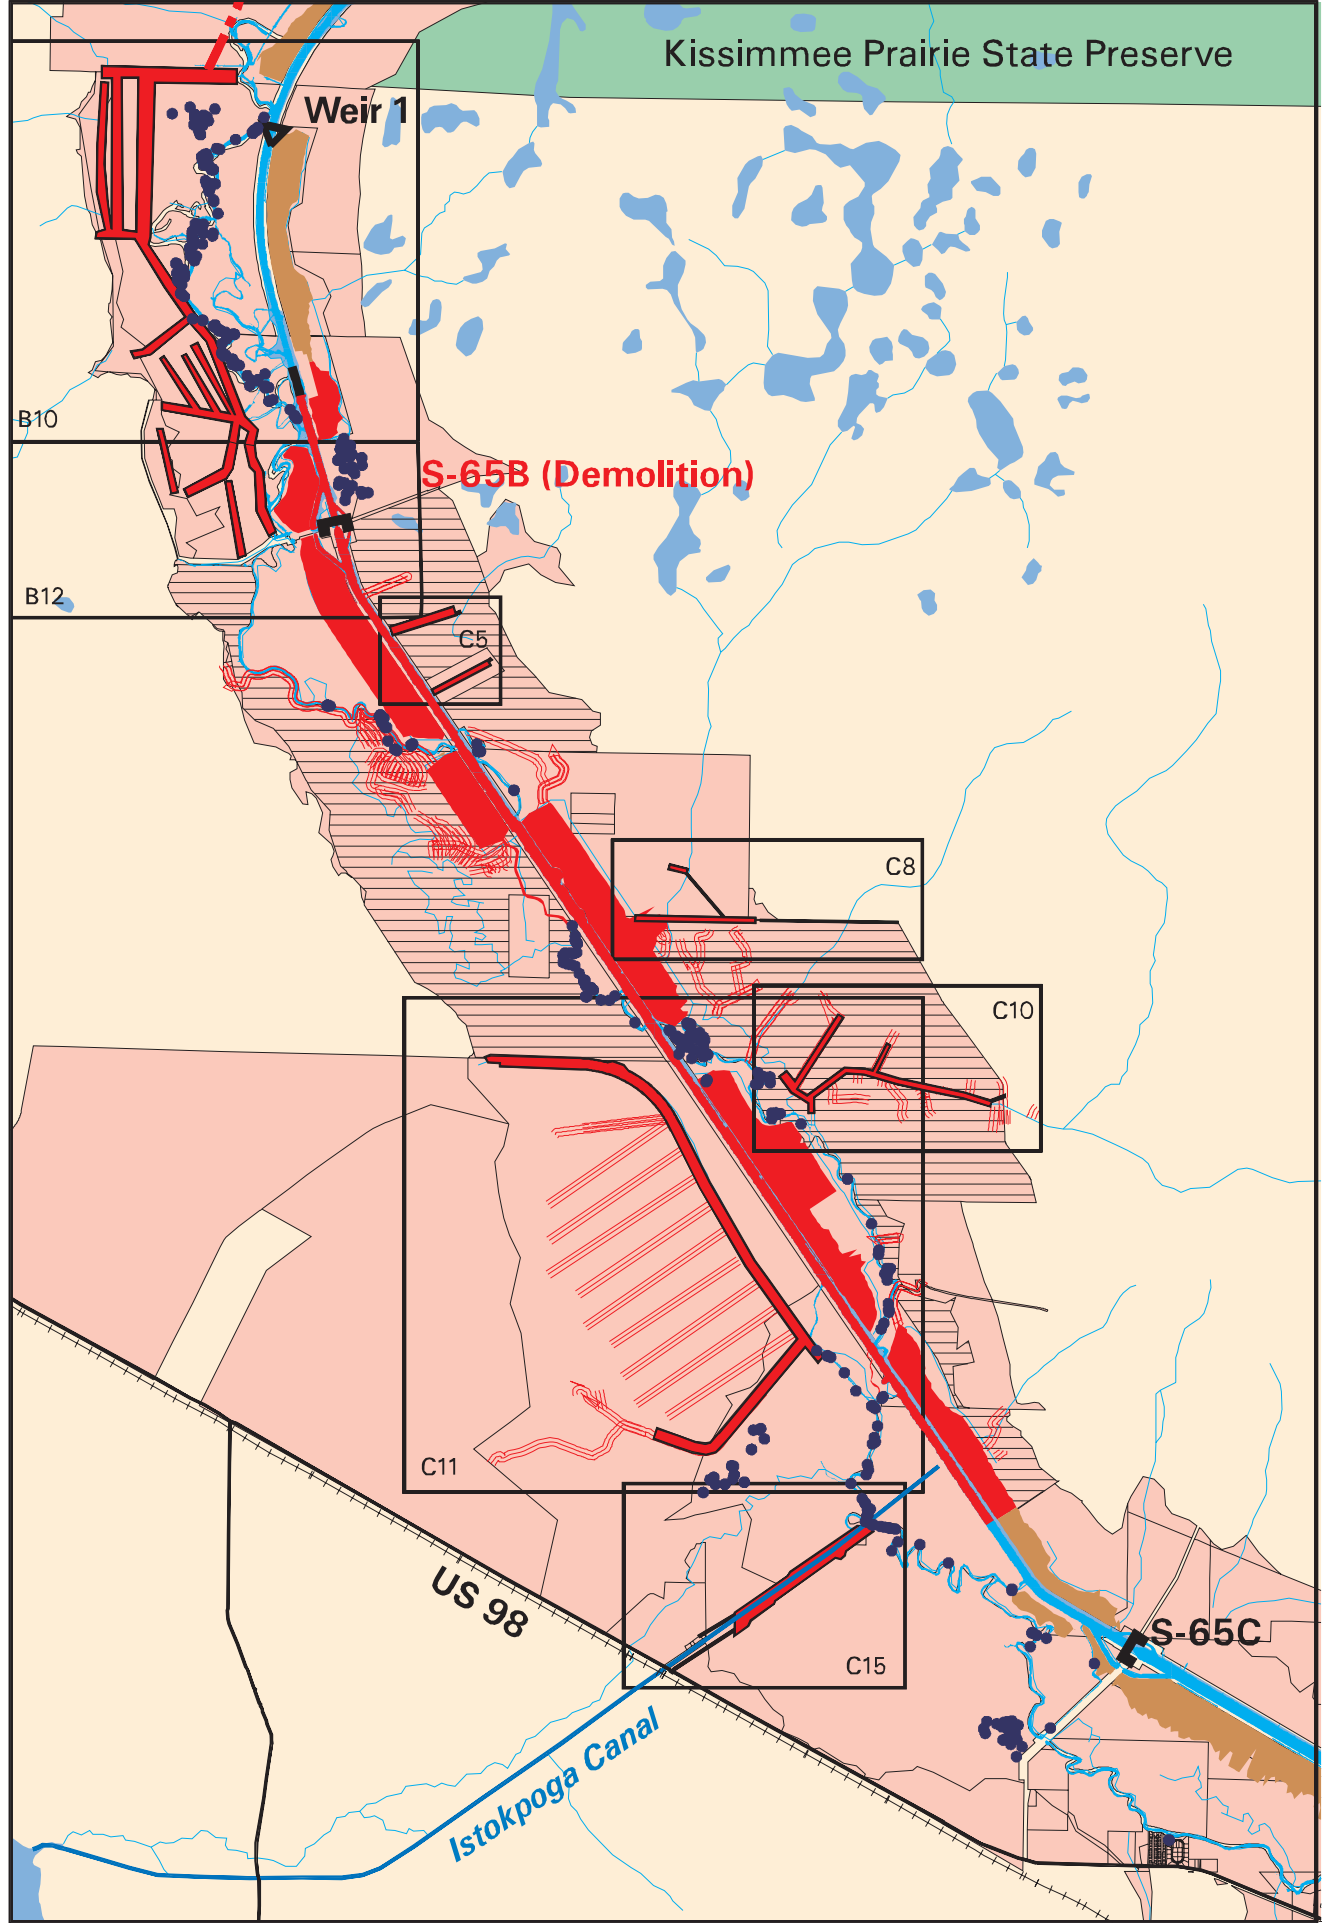 Kissimmee Prairie State Preserve
Weir 1
B10
S-65B (Demolition)
B12
C5
C8
C10
C11
US 98
S-65C
C15
Istokpoga Canal